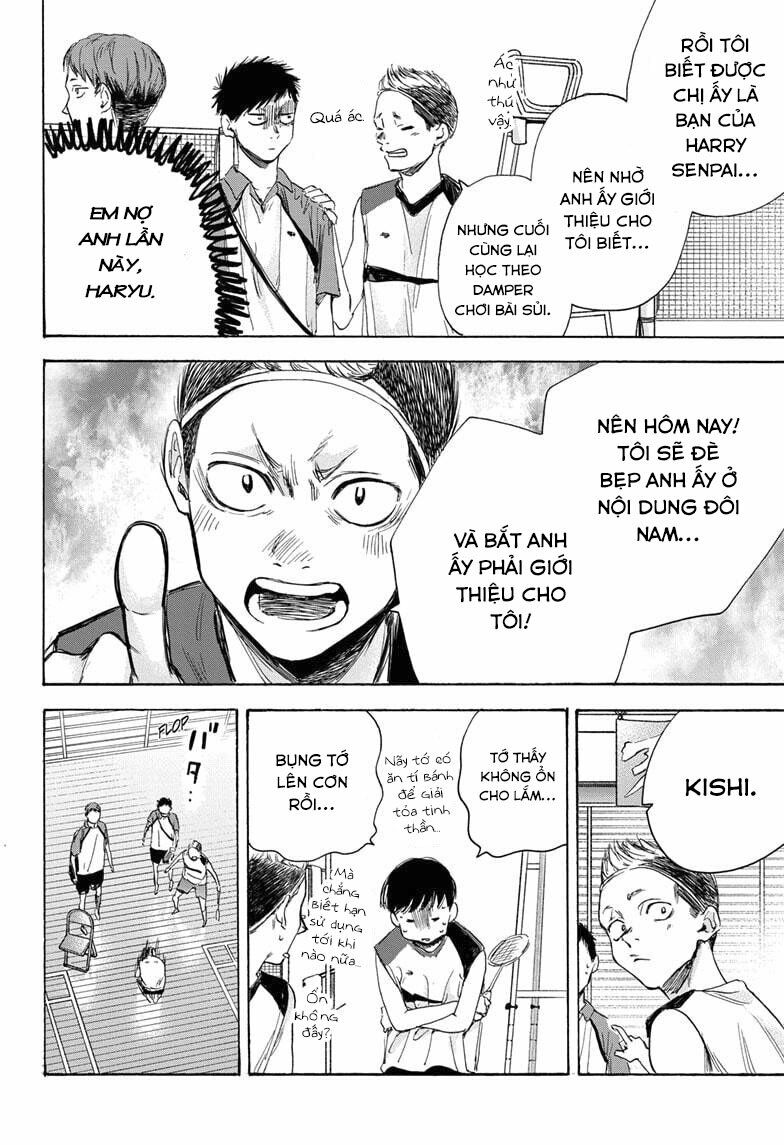 RỒI TÔI
BIẾT ĐƯỢC
CHỊ ẤY LÀ
BẠN CỦA
HARRY
SENPAI...
NÊN NHỜ
ANH ẤY GIỚI
THIỆU CHO
TÔI BIẾT...
NHƯNG CUỐI
CÙNG LẠI
HỌC THEO
DAMPER
CHƠI BÀI SỦI.
Ác
như
thú
vậy.
Quá ác.
EM NỢ
ANH LẦN
NÀY,
HARYU.
NÊN HÔM NAY!
TÔI SẼ ĐÈ
BẸP ANH ẤY Ở
NỘI DUNG ĐÔI
NAM...
VÀ BẮT ANH
ẤY PHẢI GIỚI
THIỆU CHO
TÔI!
KISHI.
TỚ THẤY
KHÔNG ỔN
CHO LẮM...
Nãy tớ có
ăn tí bánh
để giải
tỏa tinh
thần...
BỤNG TỚ
LÊN CƠN
RỒI...
(Mà
chẳng
biết hạn
sử dụng
tới khi
nào nữa...
Ổn
không
đấy?
FLOP
バタ…